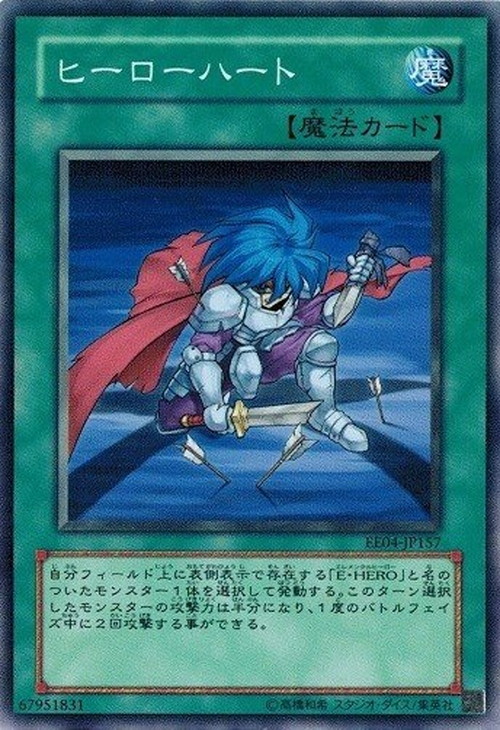 ヒーローハート
魔
【魔法カード】
EE04-JP157
自分フィールド上に表側表示で存在する「E・HERO」と名の
ついたモンスター1体を選択して発動する。このターン選択
したモンスターの攻撃力は半分になり、1度のバトルフェイ
ズ中に2回攻撃する事ができる。
67951831
©高橋和希 スタジオ・ダイス/集英社